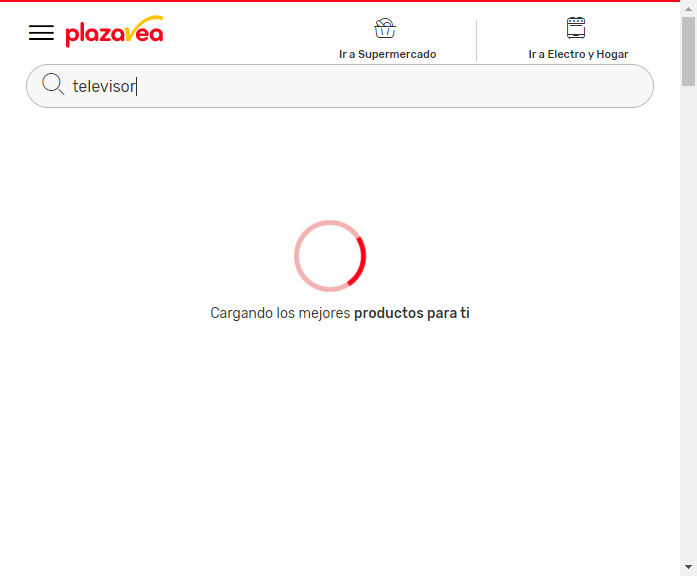 plazavea
Ir a Supermercado
Ir a Electro y Hogar
televisor
Cargando los mejores productos para ti